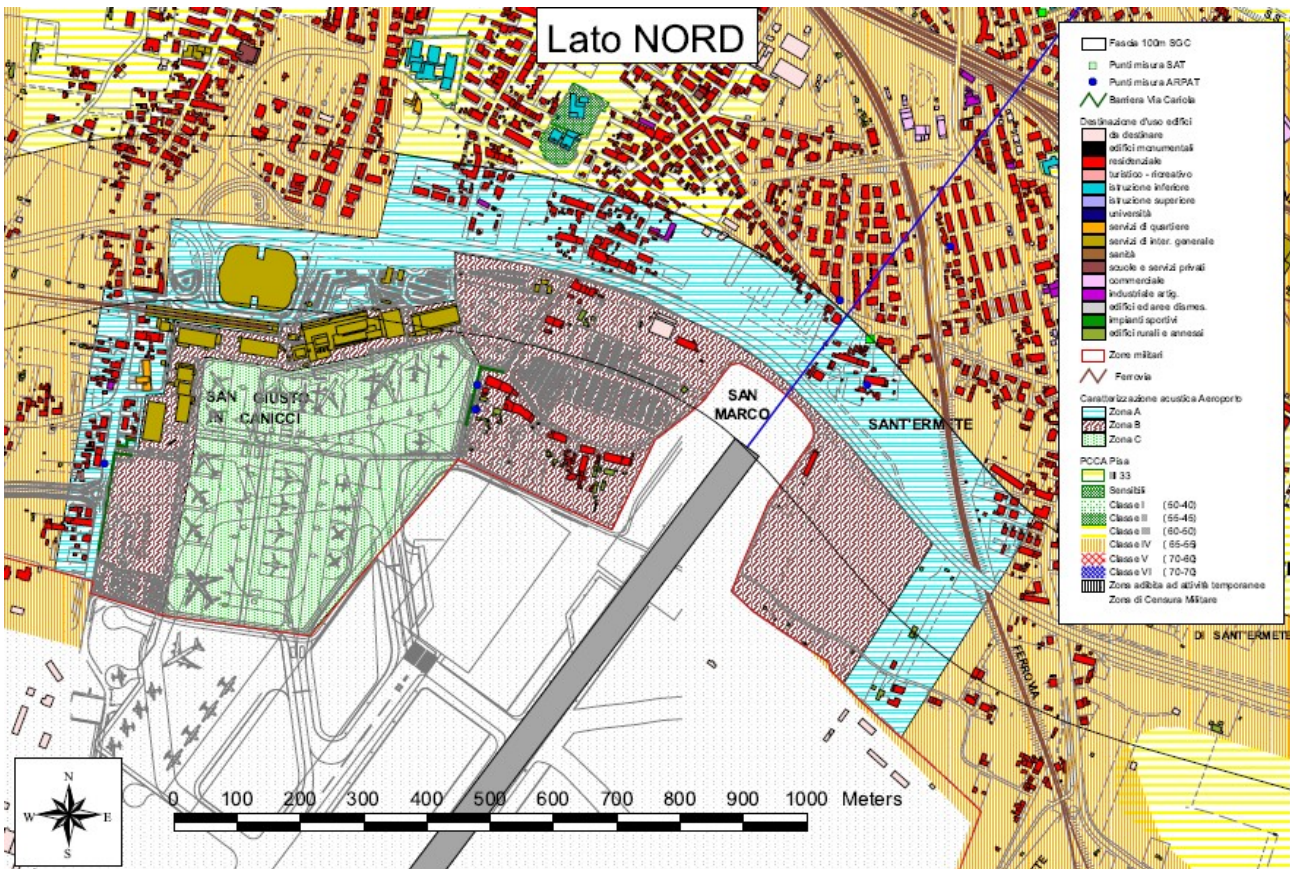 Lato NORD
Fascia 100m SGC
Punti misura SAT
Punti misura ARPAT
Barriera Via Cariola
Destinazione d'uso edifici
da destinare
edifici monumentali
residenziale
turistico - ricreativo
istruzione inferiore
istruzione superiore
università
servizi di quartiere
servizi di inter. generale
sanità
scuole e servizi privati
commerciale
industriale artig.
edifici ed aree dismes.
impianti sportivi
edifici rurali e annessi
Zone militari
Ferrovia
Caratterizzazione acustica Aeroporto
Zona A
Zona B
Zona C
PCCA Pisa
III 33
Sensibili
Classe I (50-40)
Classe II (55-45)
Classe III (60-50)
Classe IV (65-55)
Classe V (70-60)
Classe VI (70-70)
Zona adibita ad attività temporanee
Zona di Censura Militare
SAN GIUSTO
IN CANICCI
SAN
MARCO
SANT'ERMETE
DI SANT'ERMETE
FERROVIA
N
W E
S
0 100 200 300 400 500 600 700 800 900 1000 Meters